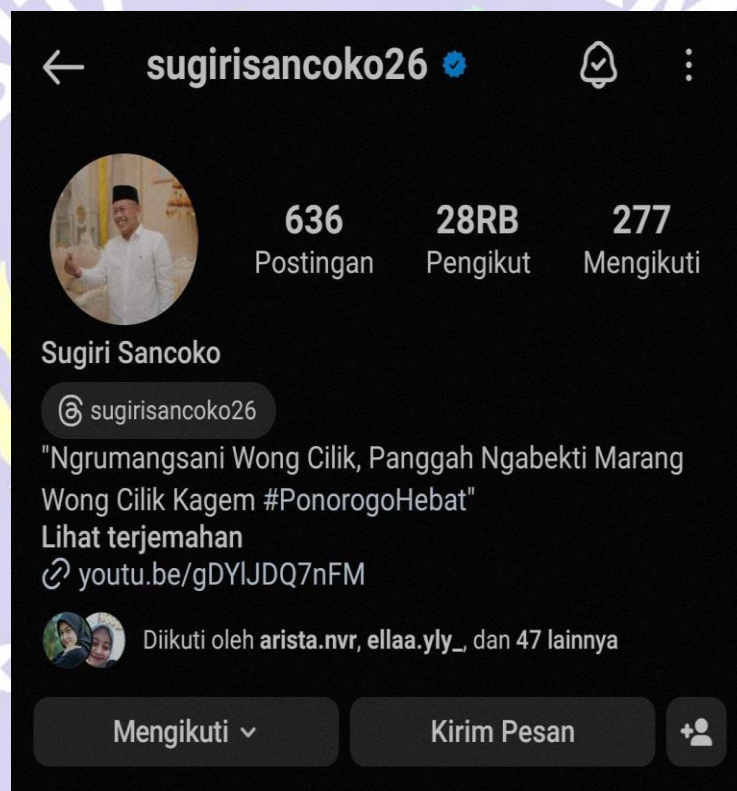 sugirisancoko26
636 28RB 277
Postingan Pengikut Mengikuti
Sugiri Sancoko
sugirisancoko26
"Ngrumangsani Wong Cilik, Panggah Ngabekti Marang
Wong Cilik Kagem #PonorogoHebat"
Lihat terjemahan
youtu.be/gDYlJDQ7nFM
Diikuti oleh arista.nvr, ellaa.yly_, dan 47 lainnya
Mengikuti Kirim Pesan